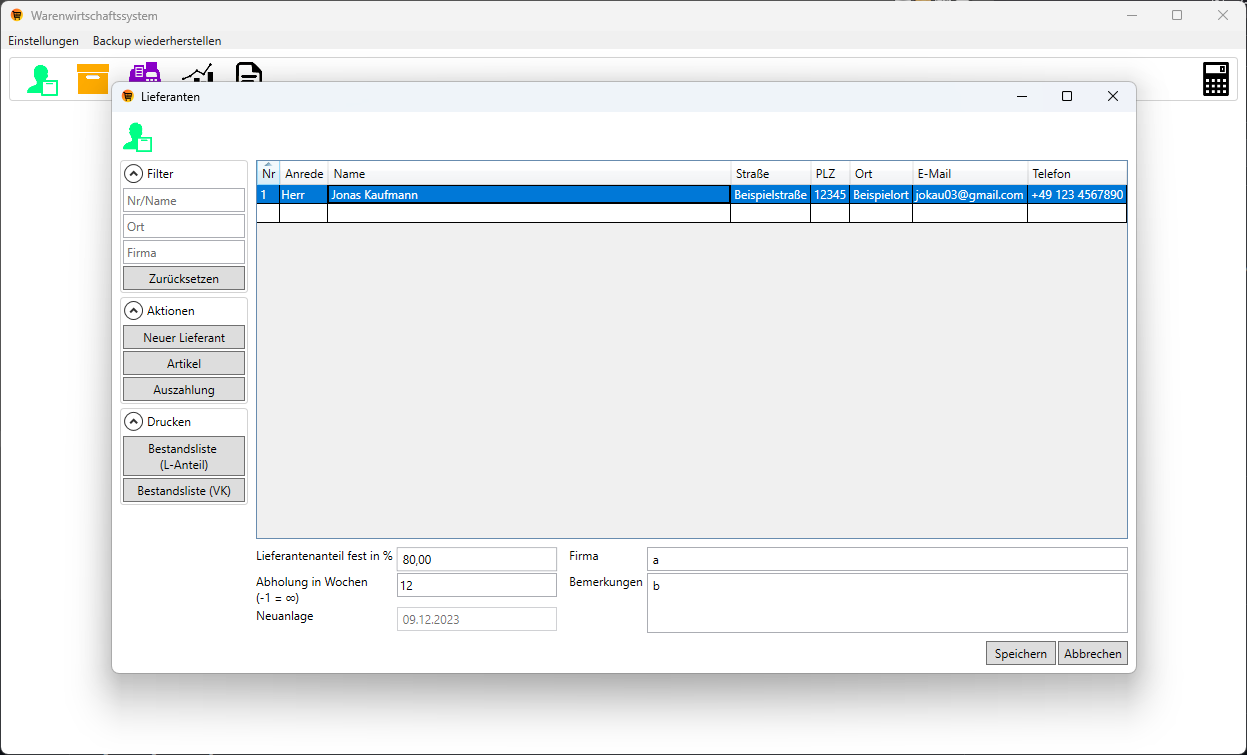 Warenwirtschaftssystem
Einstellungen Backup wiederherstellen
Lieferanten
Filter
Nr/Name
Ort
Firma
Zurücksetzen
Aktionen
Neuer Lieferant
Artikel
Auszahlung
Drucken
Bestandsliste
(L-Anteil)
Bestandsliste (VK)
Nr Anrede Name Straße PLZ Ort E-Mail Telefon
1 Herr Jonas Kaufmann Beispielstraße 12345 Beispielort jokau03@gmail.com +49 123 4567890
Lieferantenanteil fest in % 80,00 Firma a
Abholung in Wochen 12 Bemerkungen b
(-1 = ∞)
Neuanlage 09.12.2023
Speichern Abbrechen